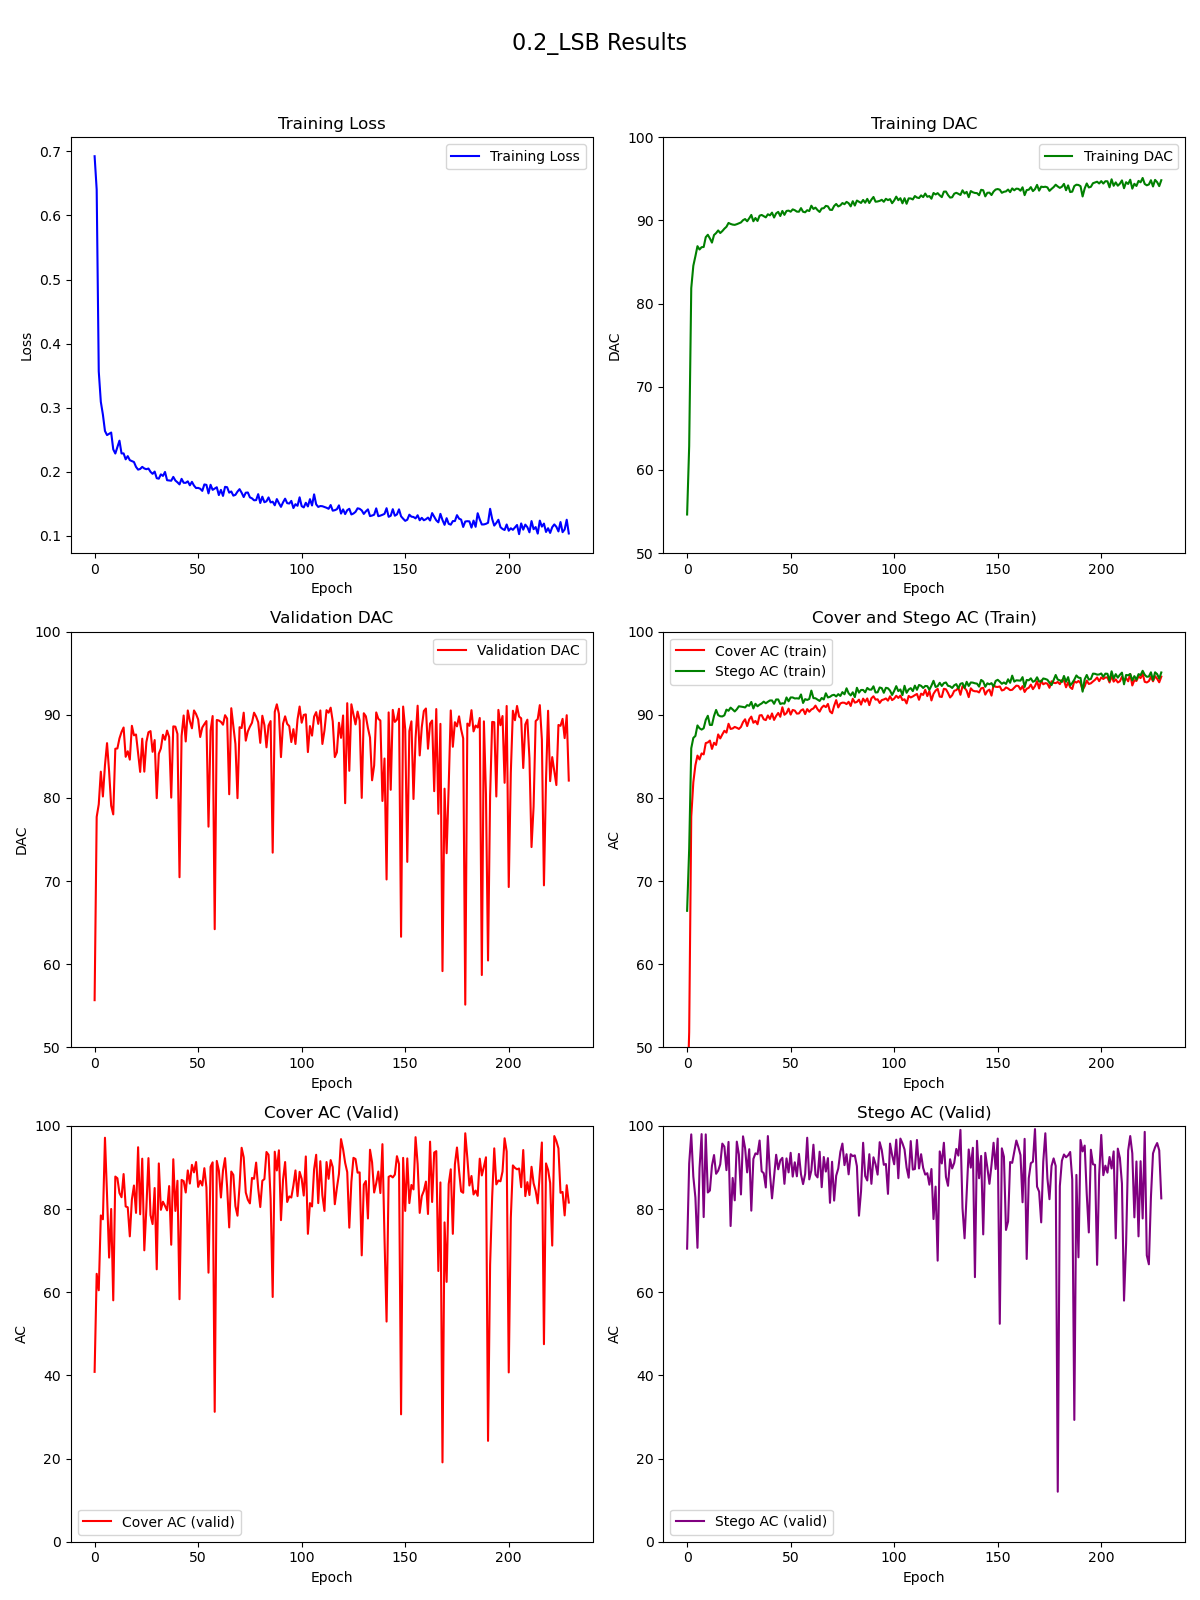 0.2_LSB Results
Training Loss
Training Loss
0.7
0.6
0.5
0.4
0.3
0.2
0.1
Loss
0 50 100 150 200
Epoch
Training DAC
Training DAC
100
90
80
70
60
50
DAC
0 50 100 150 200
Epoch
Validation DAC
Validation DAC
100
90
80
70
60
50
DAC
0 50 100 150 200
Epoch
Cover and Stego AC (Train)
Cover AC (train)
Stego AC (train)
100
90
80
70
60
50
AC
0 50 100 150 200
Epoch
Cover AC (Valid)
100
80
60
40
20
0
AC
Cover AC (valid)
0 50 100 150 200
Epoch
Stego AC (Valid)
100
80
60
40
20
0
AC
Stego AC (valid)
0 50 100 150 200
Epoch